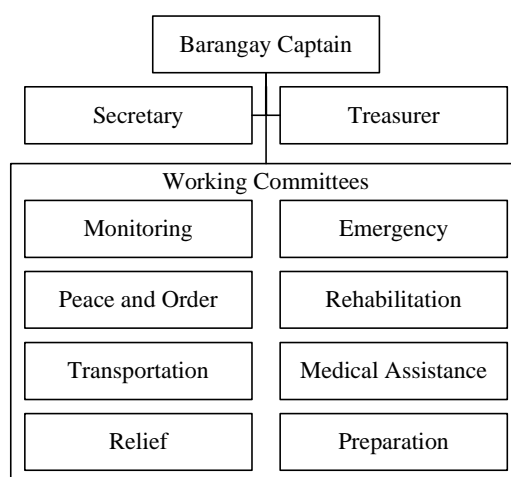 Barangay Captain
Secretary
Treasurer
Working Committees
Monitoring
Emergency
Peace and Order
Rehabilitation
Transportation
Medical Assistance
Relief
Preparation